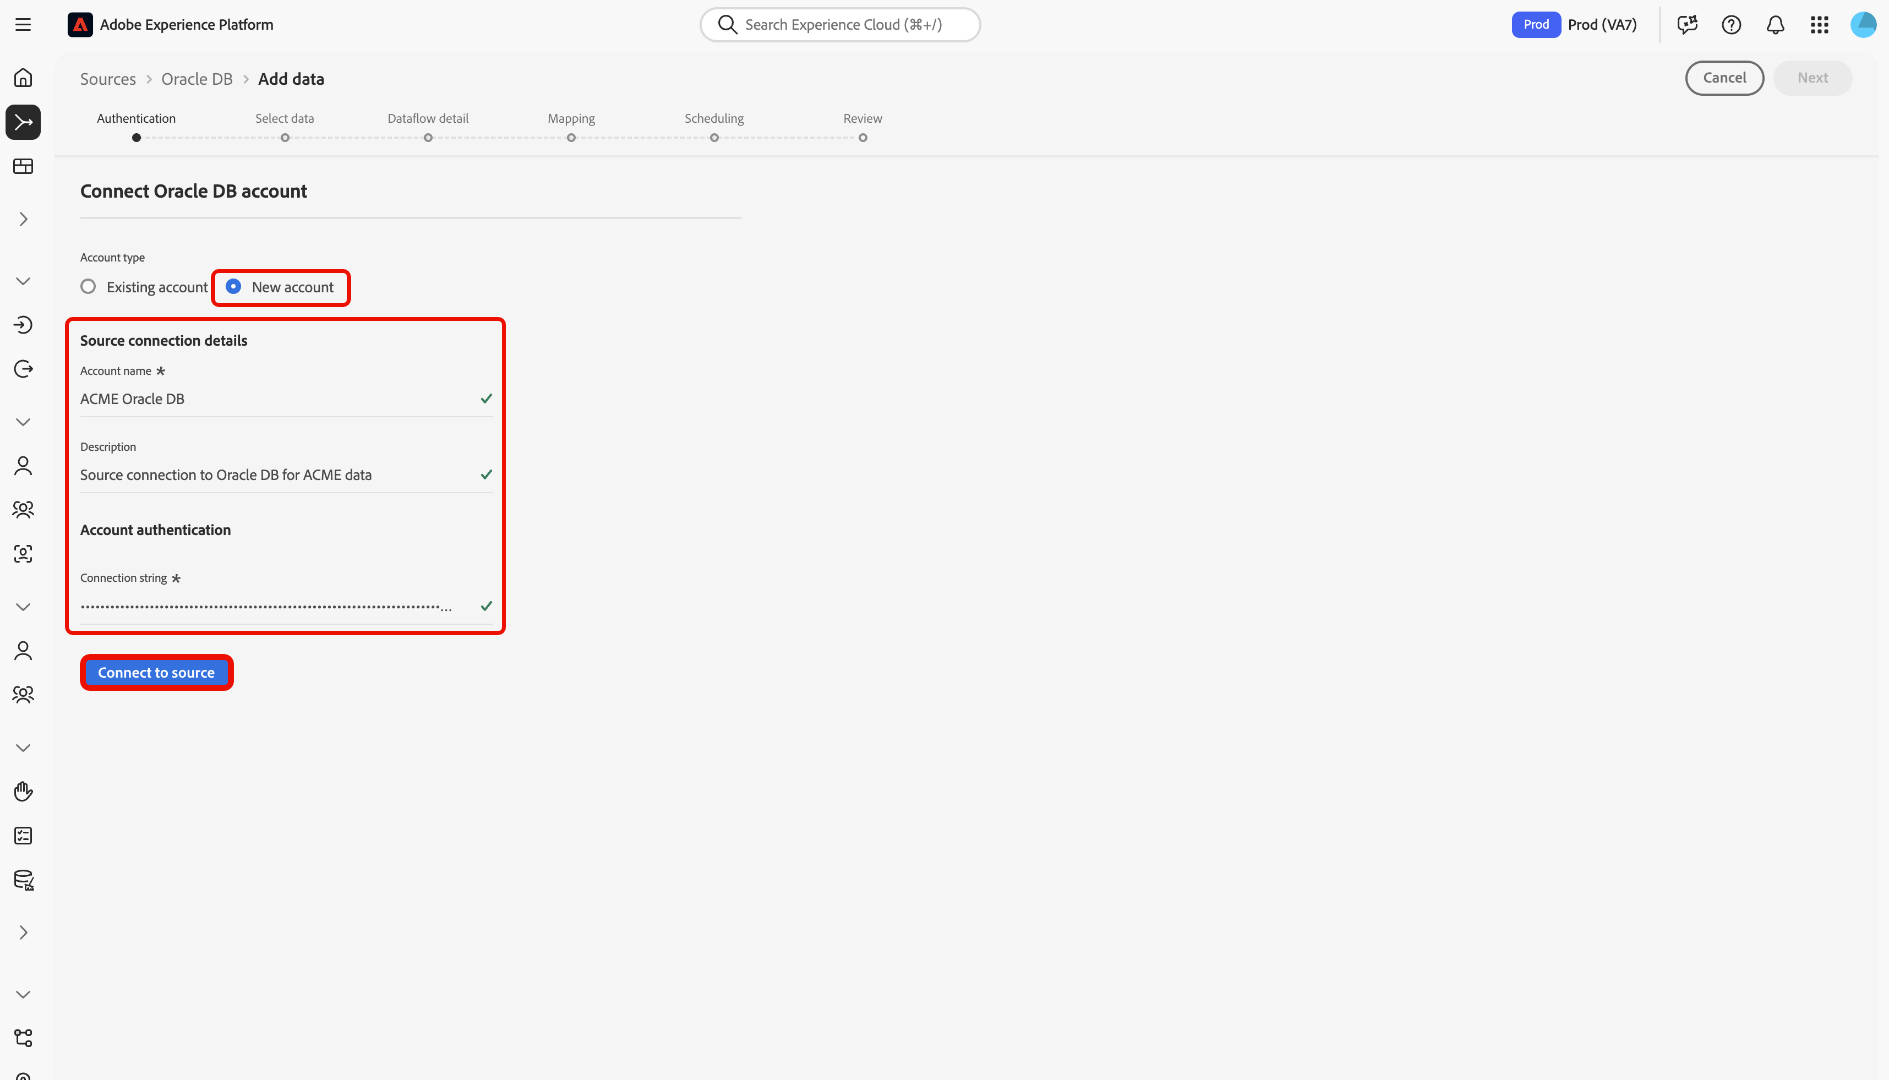 Adobe Experience Platform
Search Experience Cloud (⌘+/)
Prod
Prod (VA7)
Sources › Oracle DB › Add data
Cancel
Next
Authentication
Select data
Dataflow detail
Mapping
Scheduling
Review
Connect Oracle DB account
Account type
Existing account
New account
Source connection details
Account name *
ACME Oracle DB
Description
Source connection to Oracle DB for ACME data
Account authentication
Connection string *
Connect to source